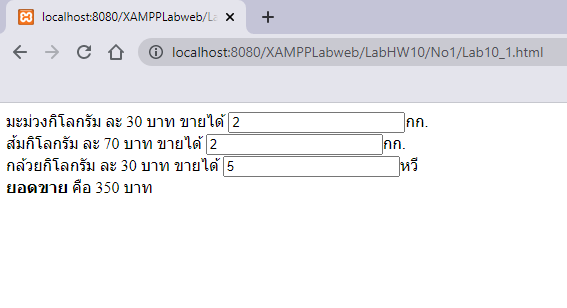 localhost:8080/XAMPPLabweb/La
localhost:8080/XAMPPLabweb/LabHW10/No1/Lab10_1.html
มะม่วงกิโลกรัม ละ 30 บาท ขายได้ 2 กก.
ส้มกิโลกรัม ละ 70 บาท ขายได้ 2 กก.
กล้วยกิโลกรัม ละ 30 บาท ขายได้ 5 หวี
ยอดขาย คือ 350 บาท